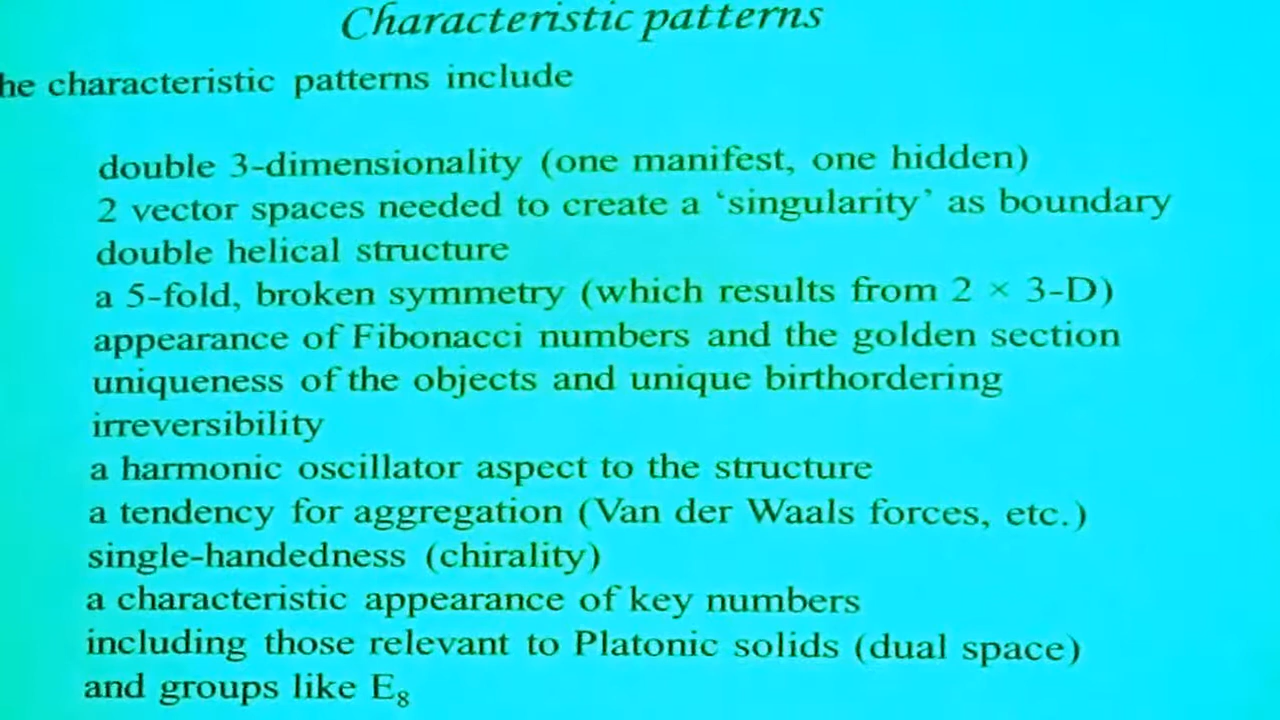 Characteristic patterns
he characteristic patterns include
double 3-dimensionality (one manifest, one hidden)
2 vector spaces needed to create a ‘singularity’ as boundary
double helical structure
a 5-fold, broken symmetry (which results from 2 × 3-D)
appearance of Fibonacci numbers and the golden section
uniqueness of the objects and unique birthordering
irreversibility
a harmonic oscillator aspect to the structure
a tendency for aggregation (Van der Waals forces, etc.)
single-handedness (chirality)
a characteristic appearance of key numbers
including those relevant to Platonic solids (dual space)
and groups like E₈